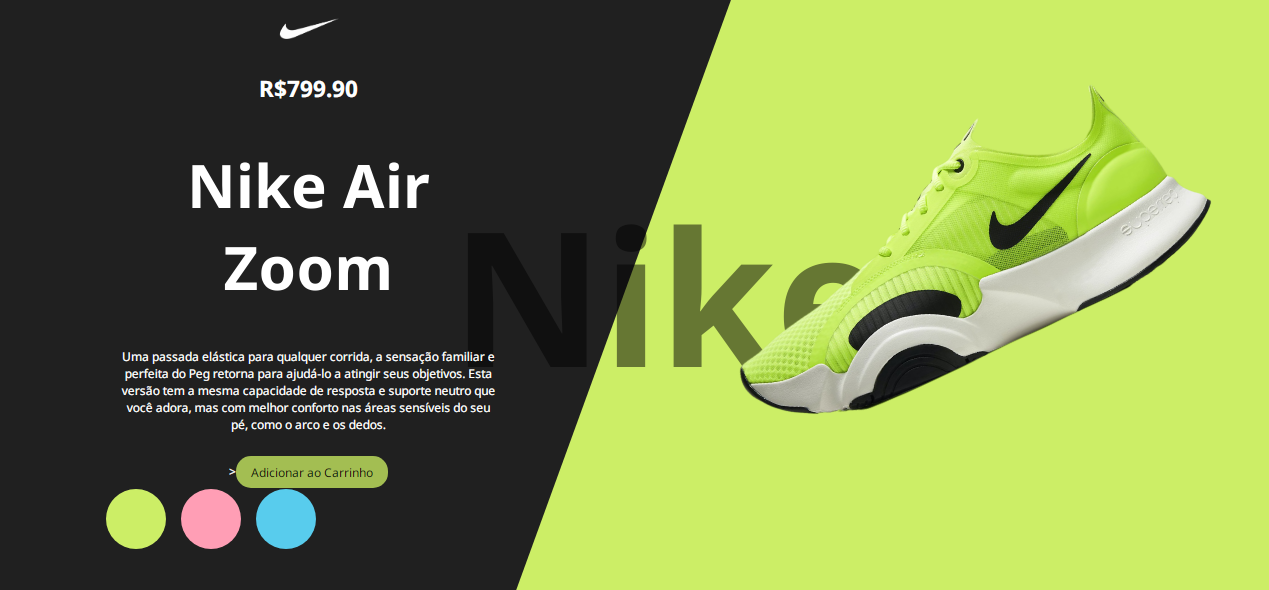 R$799.90
Nike Air
Zoom
Nike
Uma passada elástica para qualquer corrida, a sensação familiar e
perfeita do Peg retorna para ajudá-lo a atingir seus objetivos. Esta
versão tem a mesma capacidade de resposta e suporte neutro que
você adora, mas com melhor conforto nas áreas sensíveis do seu
pé, como o arco e os dedos.
>Adicionar ao Carrinho